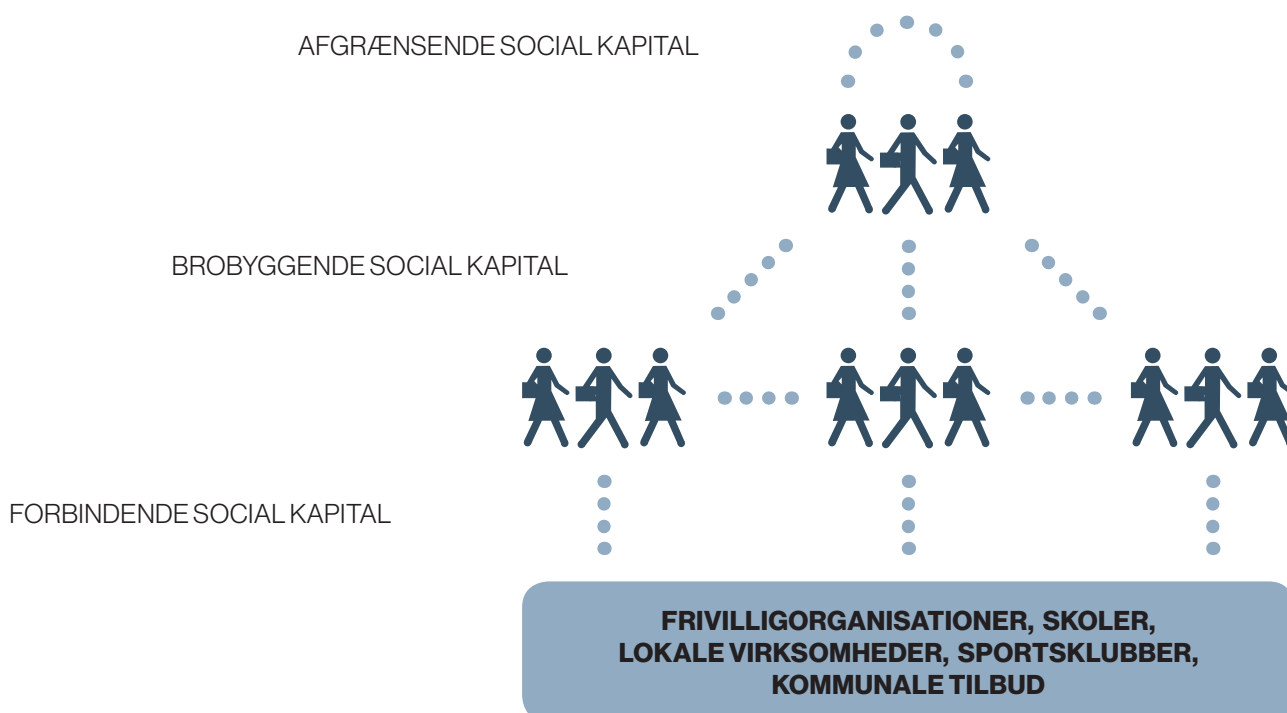 AFGRÆNSENDE SOCIAL KAPITAL
BROBYGGENDE SOCIAL KAPITAL
FORBINDENDE SOCIAL KAPITAL
FRIVILLIGORGANISATIONER, SKOLER,
LOKALE VIRKSOMHEDER, SPORTSKLUBBER,
KOMMUNALE TILBUD